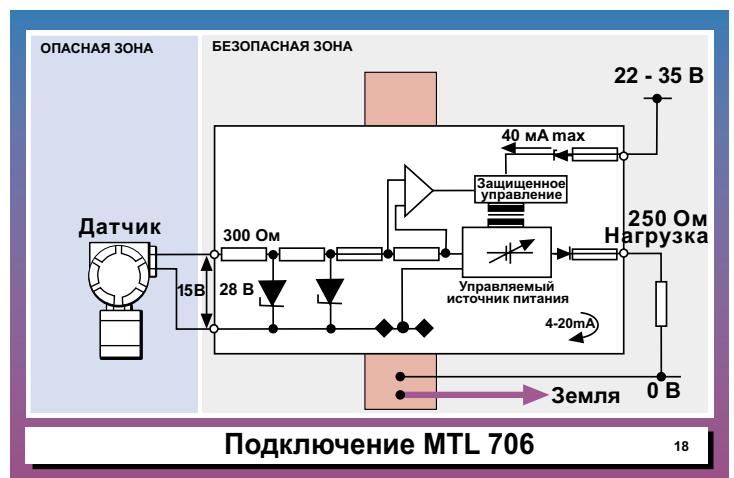 ОПАСНАЯ ЗОНА
БЕЗОПАСНАЯ ЗОНА
22 - 35 В
40 мА max
Защищенное
управление
Датчик
300 Ом
250 Ом
Нагрузка
15В
28 В
Управляемый
источник питания
4-20mA
Земля
0 В
Подключение MTL 706
18